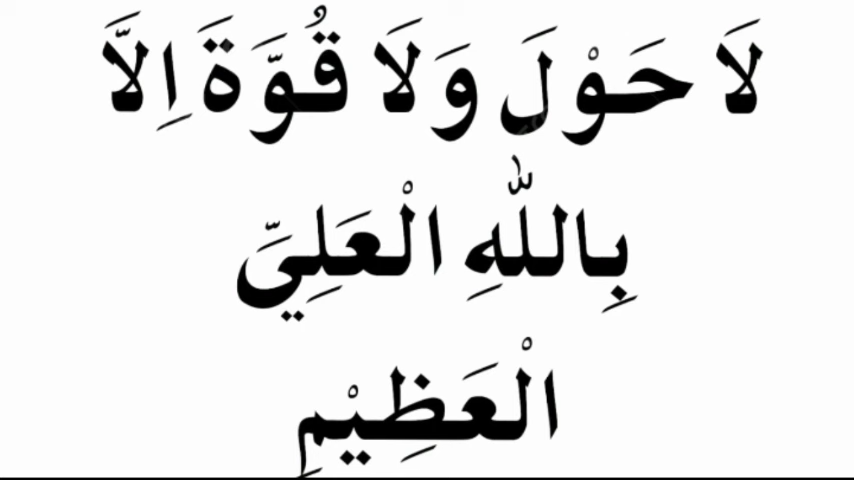 لَا حَوْلَ وَلَا قُوَّةَ اِلَّا
بِاللّٰهِ الْعَلِيِّ
الْعَظِيْمِ